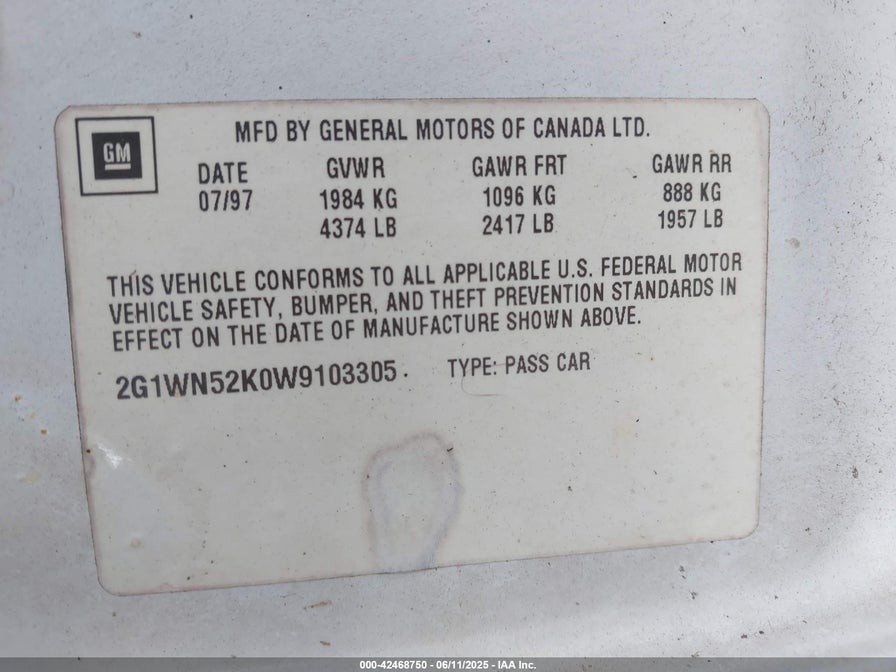 GM
MFD BY GENERAL MOTORS OF CANADA LTD.
DATE GVWR GAWR FRT GAWR RR
07/97 1984 KG 1096 KG 888 KG
4374 LB 2417 LB 1957 LB
THIS VEHICLE CONFORMS TO ALL APPLICABLE U.S. FEDERAL MOTOR
VEHICLE SAFETY, BUMPER, AND THEFT PREVENTION STANDARDS IN
EFFECT ON THE DATE OF MANUFACTURE SHOWN ABOVE.
2G1WN52K0W9103305. TYPE: PASS CAR
000-42468750 - 06/11/2025 - IAA Inc.